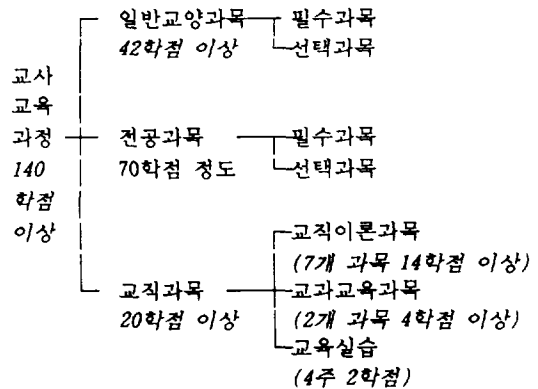 일반교양과목 필수과목
42학점 이상 선택과목
교사
교육
과정 전공과목 필수과목
140 70학점 정도 선택과목
학점
이상
교직이론과목
(7개 과목 14학점 이상)
교직과목 교과교육과목
20학점 이상 (2개 과목 4학점 이상)
교육실습
(4주 2학점)